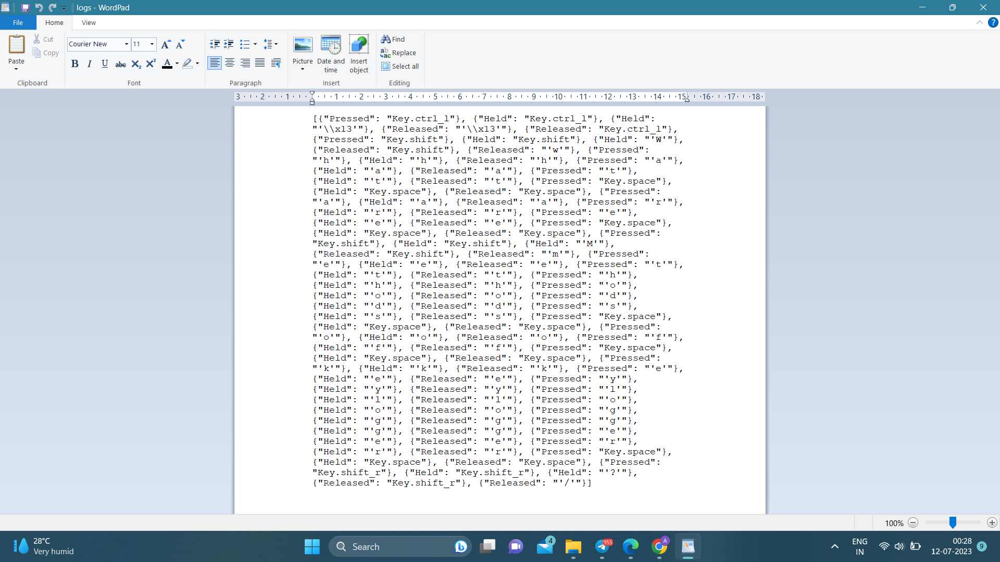 logs - WordPad
File Home View
Paste
Cut
Copy
Clipboard
Courier New 11
B I U abc X₂ X² A
Font
Paragraph
Picture
Date and time
Insert object
Insert
Find
Replace
Select all
Editing
3 2 1 1 2 3 4 5 6 7 8 9 10 11 12 13 14 15 16 17 18
[{"Pressed": "Key.ctrl_l"}, {"Held": "Key.ctrl_l"}, {"Held":
"'\\x13'"}, {"Released": "'\\x13'"}, {"Released": "Key.ctrl_l"},
{"Pressed": "Key.shift"}, {"Held": "Key.shift"}, {"Held": "'W'"},
{"Released": "Key.shift"}, {"Released": "'w'"}, {"Pressed":
"'h'"}, {"Held": "'h'"}, {"Released": "'h'"}, {"Pressed": "'a'"},
{"Held": "'a'"}, {"Released": "'a'"}, {"Pressed": "'t'"},
{"Held": "'t'"}, {"Released": "'t'"}, {"Pressed": "Key.space"},
{"Held": "Key.space"}, {"Released": "Key.space"}, {"Pressed":
"'a'"}, {"Held": "'a'"}, {"Released": "'a'"}, {"Pressed": "'r'"},
{"Held": "'r'"}, {"Released": "'r'"}, {"Pressed": "'e'"},
{"Held": "'e'"}, {"Released": "'e'"}, {"Pressed": "Key.space"},
{"Held": "Key.space"}, {"Released": "Key.space"}, {"Pressed":
"Key.shift"}, {"Held": "Key.shift"}, {"Held": "'M'"},
{"Released": "Key.shift"}, {"Released": "'m'"}, {"Pressed":
"'e'"}, {"Held": "'e'"}, {"Released": "'e'"}, {"Pressed": "'t'"},
{"Held": "'t'"}, {"Released": "'t'"}, {"Pressed": "'h'"},
{"Held": "'h'"}, {"Released": "'h'"}, {"Pressed": "'o'"},
{"Held": "'o'"}, {"Released": "'o'"}, {"Pressed": "'d'"},
{"Held": "'d'"}, {"Released": "'d'"}, {"Pressed": "'s'"},
{"Held": "'s'"}, {"Released": "'s'"}, {"Pressed": "Key.space"},
{"Held": "Key.space"}, {"Released": "Key.space"}, {"Pressed":
"'o'"}, {"Held": "'o'"}, {"Released": "'o'"}, {"Pressed": "'f'"},
{"Held": "'f'"}, {"Released": "'f'"}, {"Pressed": "Key.space"},
{"Held": "Key.space"}, {"Released": "Key.space"}, {"Pressed":
"'k'"}, {"Held": "'k'"}, {"Released": "'k'"}, {"Pressed": "'e'"},
{"Held": "'e'"}, {"Released": "'e'"}, {"Pressed": "'y'"},
{"Held": "'y'"}, {"Released": "'y'"}, {"Pressed": "'l'"},
{"Held": "'l'"}, {"Released": "'l'"}, {"Pressed": "'o'"},
{"Held": "'o'"}, {"Released": "'o'"}, {"Pressed": "'g'"},
{"Held": "'g'"}, {"Released": "'g'"}, {"Pressed": "'g'"},
{"Held": "'g'"}, {"Released": "'g'"}, {"Pressed": "'e'"},
{"Held": "'e'"}, {"Released": "'e'"}, {"Pressed": "'r'"},
{"Held": "'r'"}, {"Released": "'r'"}, {"Pressed": "Key.space"},
{"Held": "Key.space"}, {"Released": "Key.space"}, {"Pressed":
"Key.shift_r"}, {"Held": "Key.shift_r"}, {"Held": "'?'"},
{"Released": "Key.shift_r"}, {"Released": "'/'"}]
100%
28°C
Very humid
Search
4
955
A
ENG
IN
00:28
12-07-2023
9